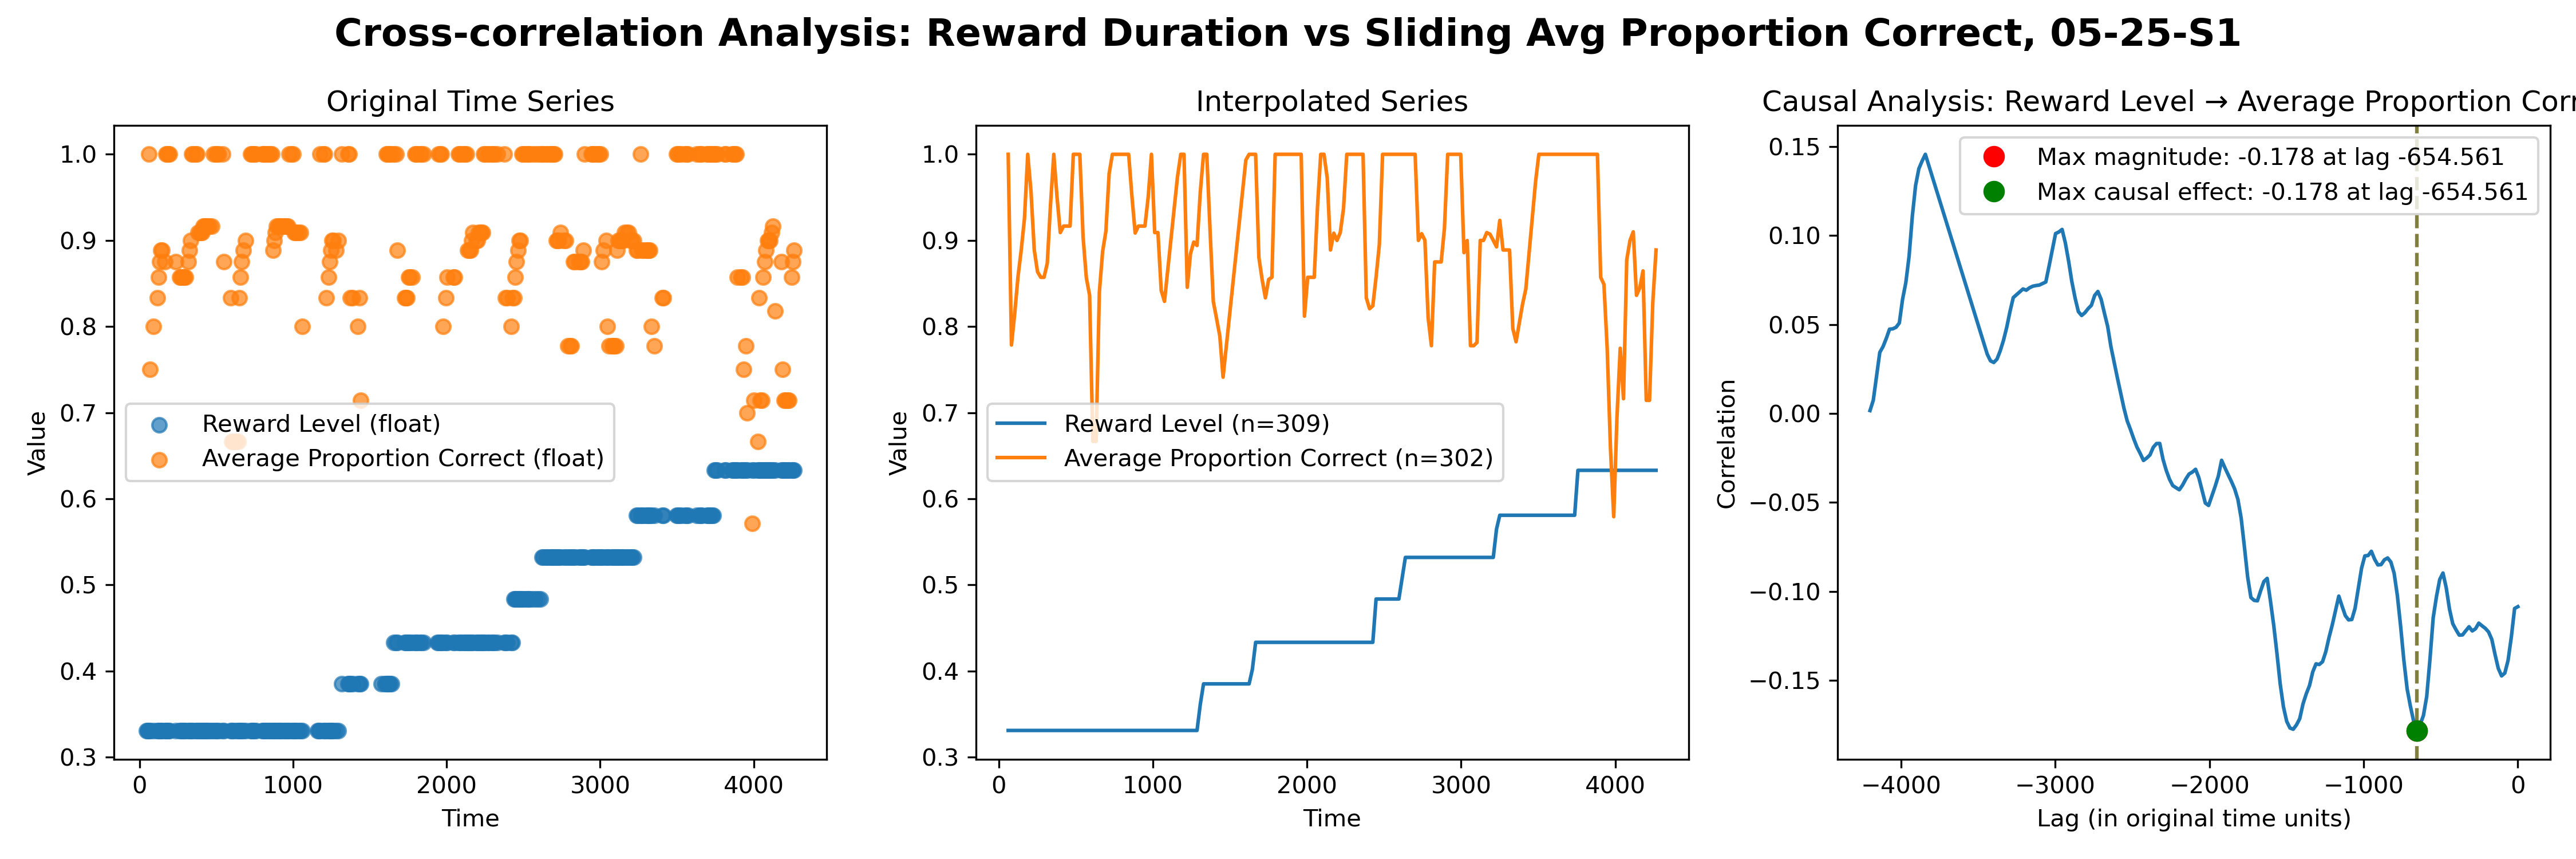 Cross-correlation Analysis: Reward Duration vs Sliding Avg Proportion Correct, 05-25-S1
Original Time Series
Value
1.0
0.9
0.8
0.7
0.6
0.5
0.4
0.3
Reward Level (float)
Average Proportion Correct (float)
0 1000 2000 3000 4000
Time
Interpolated Series
Value
1.0
0.9
0.8
0.7
0.6
0.5
0.4
0.3
Reward Level (n=309)
Average Proportion Correct (n=302)
0 1000 2000 3000 4000
Time
Causal Analysis: Reward Level → Average Proportion Corr
Correlation
0.15
0.10
0.05
0.00
−0.05
−0.10
−0.15
Max magnitude: -0.178 at lag -654.561
Max causal effect: -0.178 at lag -654.561
−4000 −3000 −2000 −1000 0
Lag (in original time units)